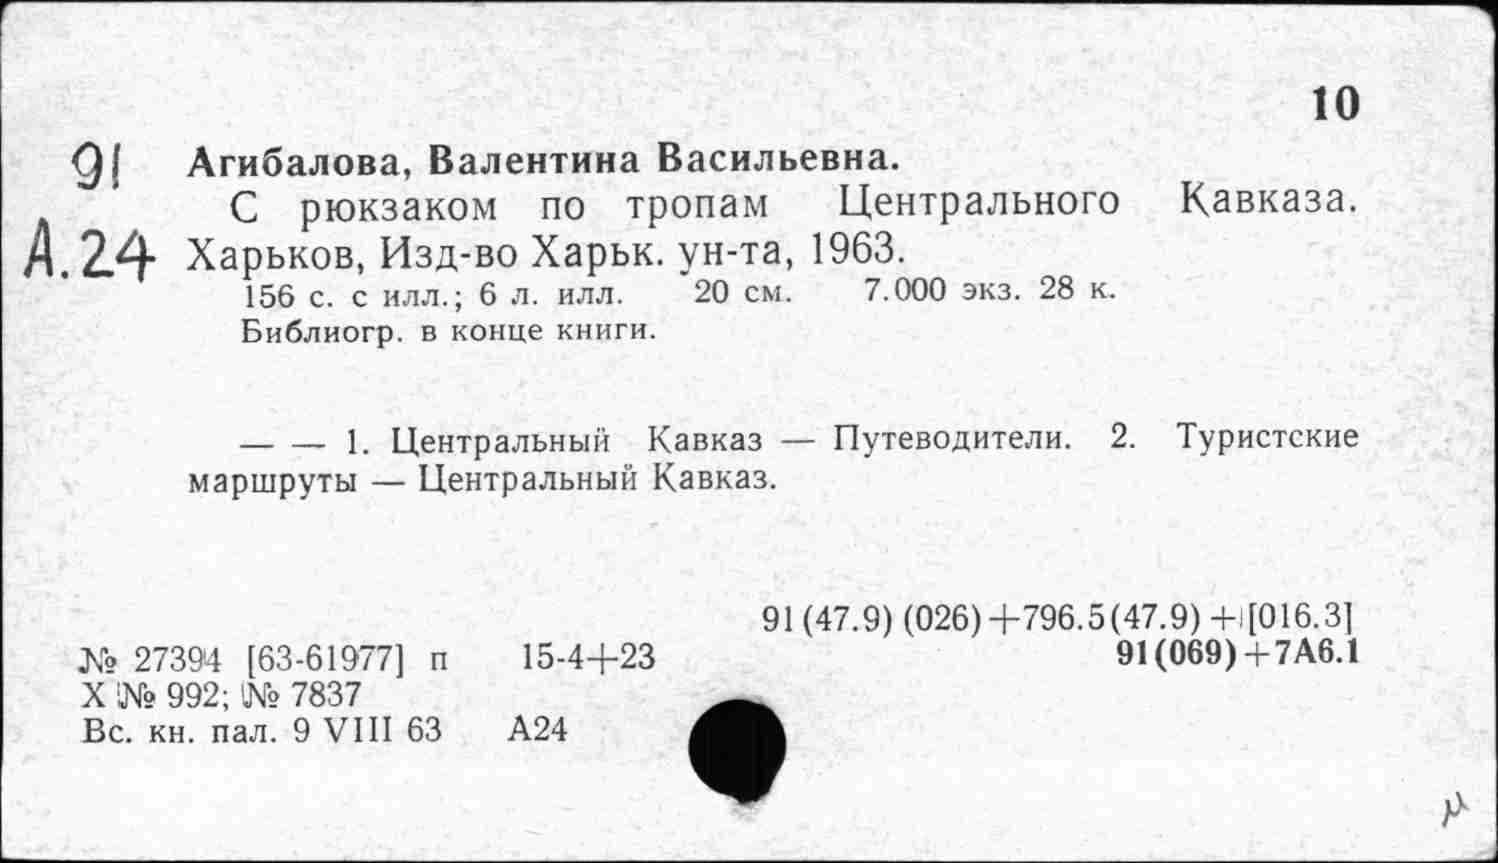 10
91 Агибалова, Валентина Васильевна.
С рюкзаком по тропам Центрального Кавказа.
А.24 Харьков, Изд-во Харьк. ун-та, 1963.
156 с. с илл.; 6 л. илл. 20 см. 7.000 экз. 28 к.
Библиогр. в конце книги.
— — 1. Центральный Кавказ — Путеводители. 2. Туристские
маршруты — Центральный Кавказ.
91(47.9)(026)+796.5(47.9)+[016.3]
№ 27394 [63-61977] п 15-4+23 91(069)+7А6.1
Х № 992; № 7837
Вс. кн. пал. 9 VIII 63 А24